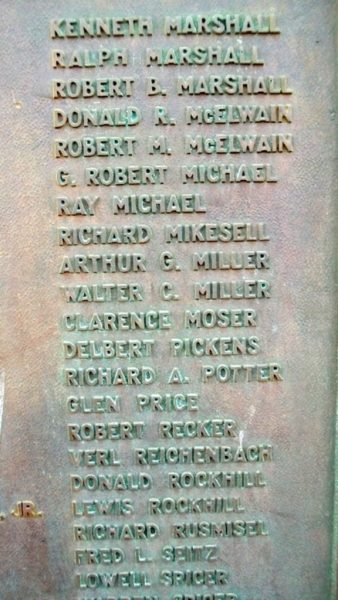 KENNETH MARSHALL
RALPH MARSHALL
ROBERT B. MARSHALL
DONALD R. McELWAIN
ROBERT M. McELWAIN
G. ROBERT MICHAEL
RAY MICHAEL
RICHARD MIKESELL
ARTHUR G. MILLER
WALTER C. MILLER
CLARENCE MOSER
DELBERT PICKENS
RICHARD A. POTTER
GLEN PRICE
ROBERT RECKER
VERL REICHENBACH
DONALD ROCKHILL
. JR. LEWIS ROCKHILL
RICHARD RUSMISEL
FRED L. SEITZ
LOWELL SPICER
SPICER